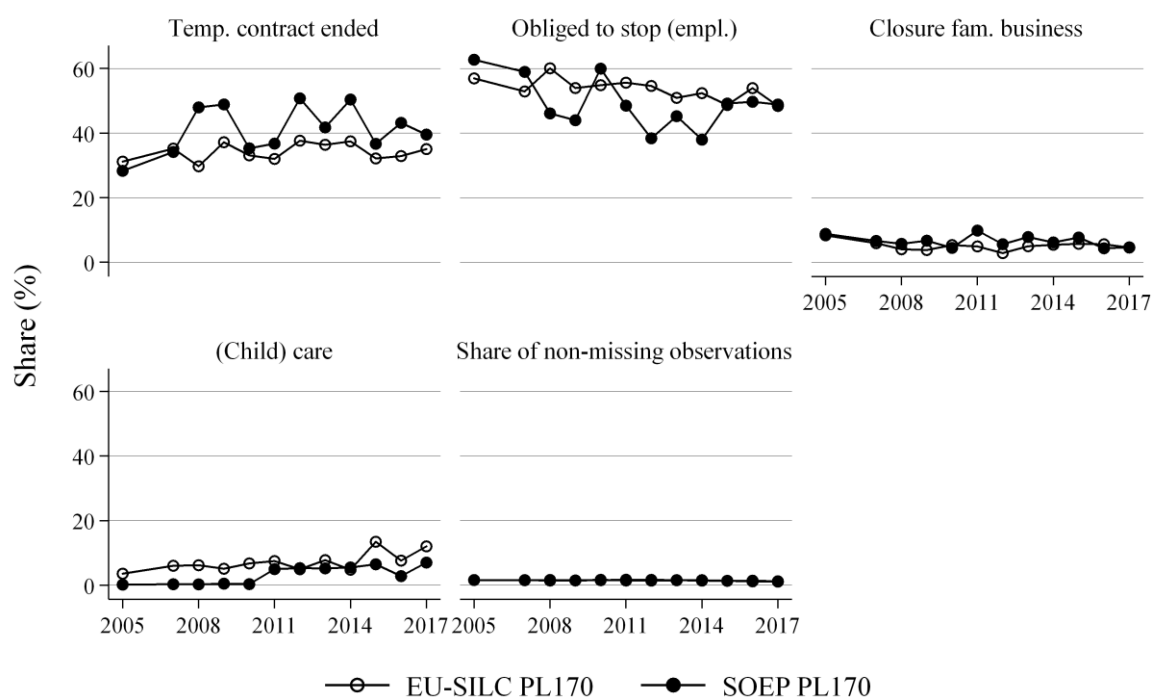 Temp. contract ended
Obliged to stop (empl.)
Closure fam. business
Share (%)
60
40
20
0
2005 2008 2011 2014 2017
(Child) care
Share of non-missing observations
60
40
20
0
2005 2008 2011 2014 2017
2005 2008 2011 2014 2017
EU-SILC PL170
SOEP PL170